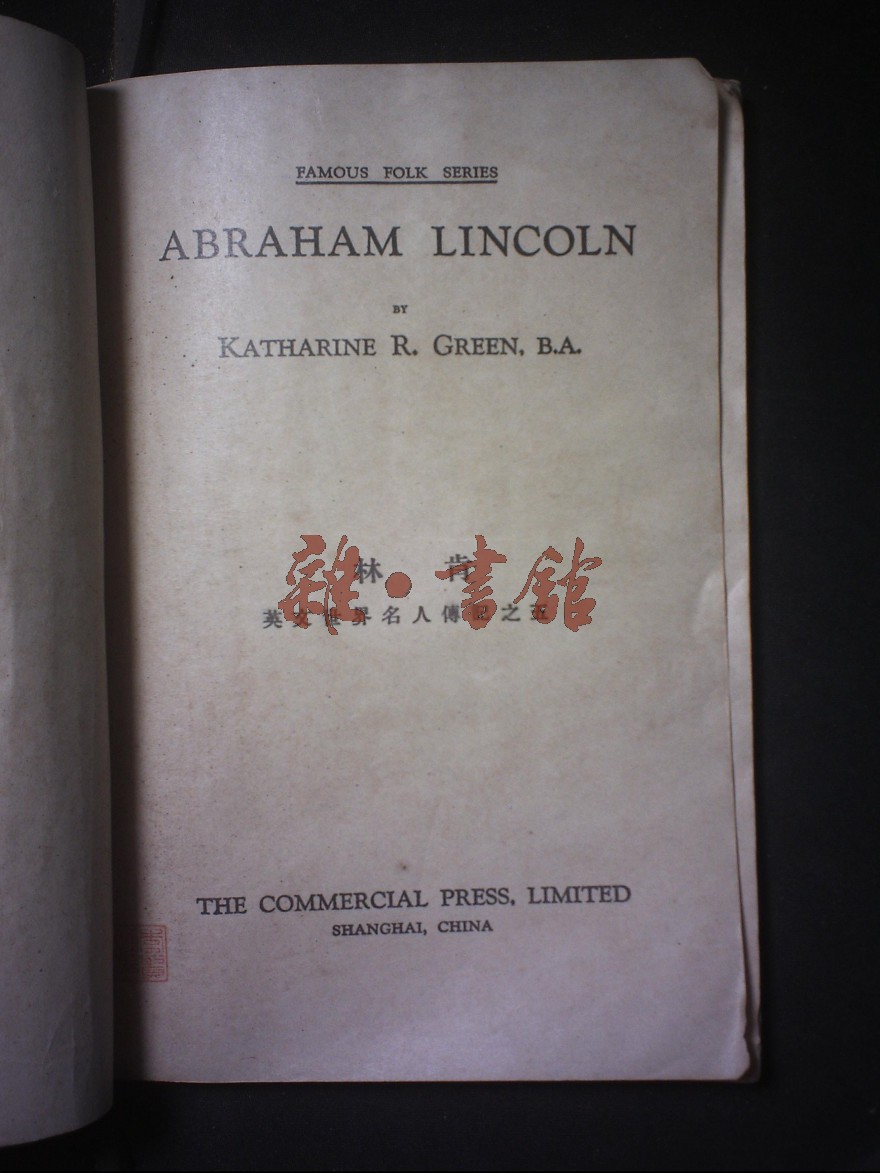 FAMOUS FOLK SERIES
ABRAHAM LINCOLN
BY
KATHARINE R. GREEN, B.A.
林 肯
雜·書館
英文世界名人傳記之五
THE COMMERCIAL PRESS, LIMITED
SHANGHAI, CHINA